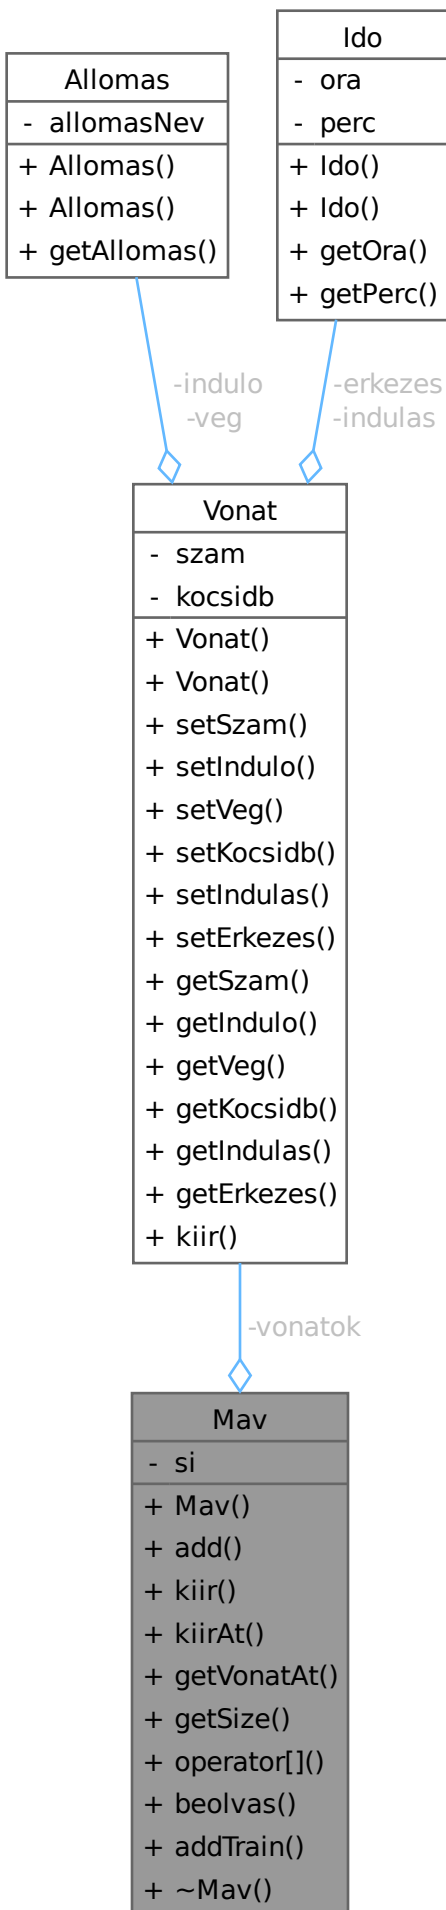 Allomas
- allomasNev
+ Allomas()
+ Allomas()
+ getAllomas()
Ido
- ora
- perc
+ Ido()
+ Ido()
+ getOra()
+ getPerc()
-indulo
-veg
-erkezes
-indulas
Vonat
- szam
- kocsidb
+ Vonat()
+ Vonat()
+ setSzam()
+ setIndulo()
+ setVeg()
+ setKocsidb()
+ setIndulas()
+ setErkezes()
+ getSzam()
+ getIndulo()
+ getVeg()
+ getKocsidb()
+ getIndulas()
+ getErkezes()
+ kiir()
-vonatok
Mav
- si
+ Mav()
+ add()
+ kiir()
+ kiirAt()
+ getVonatAt()
+ getSize()
+ operator[]()
+ beolvas()
+ addTrain()
+ ~Mav()